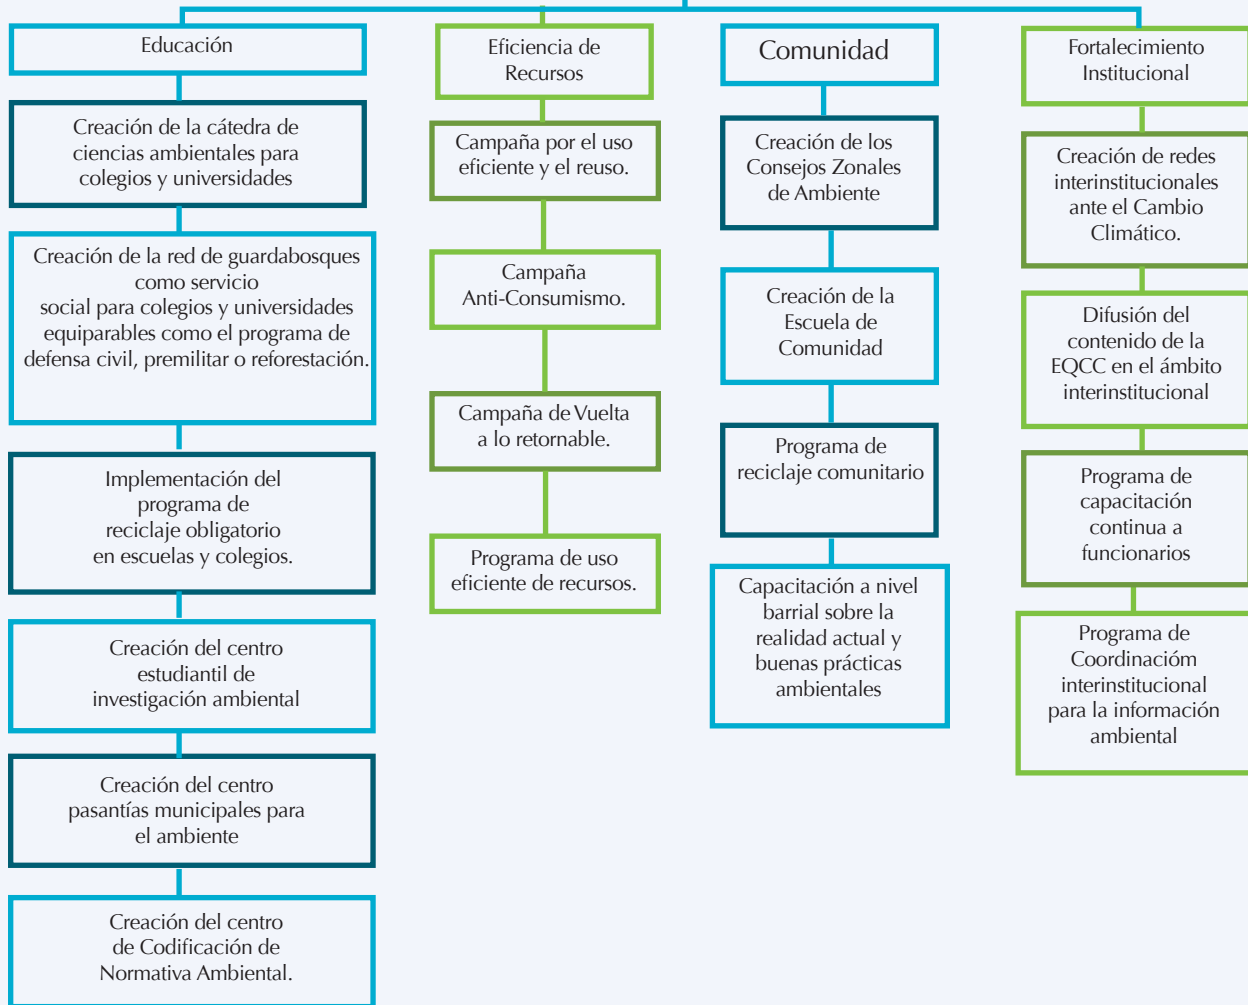 Educación
Creación de la cátedra de
ciencias ambientales para
colegios y universidades
Creación de la red de guardabosques
como servicio
social para colegios y universidades
equiparables como el programa de
defensa civil, premilitar o reforestación.
Implementación del
programa de
reciclaje obligatorio
en escuelas y colegios.
Creación del centro
estudiantil de
investigación ambiental
Creación del centro
pasantías municipales para
el ambiente
Creación del centro
de Codificación de
Normativa Ambiental.
Eficiencia de
Recursos
Campaña por el uso
eficiente y el reuso.
Campaña
Anti-Consumismo.
Campaña de Vuelta
a lo retornable.
Programa de uso
eficiente de recursos.
Comunidad
Creación de los
Consejos Zonales
de Ambiente
Creación de la
Escuela de
Comunidad
Programa de
reciclaje comunitario
Capacitación a nivel
barrial sobre la
realidad actual y
buenas prácticas
ambientales
Fortalecimiento
Institucional
Creación de redes
interinstitucionales
ante el Cambio
Climático.
Difusión del
contenido de la
EQCC en el ámbito
interinstitucional
Programa de
capacitación
continua a
funcionarios
Programa de
Coordinacióm
interinstitucional
para la información
ambiental